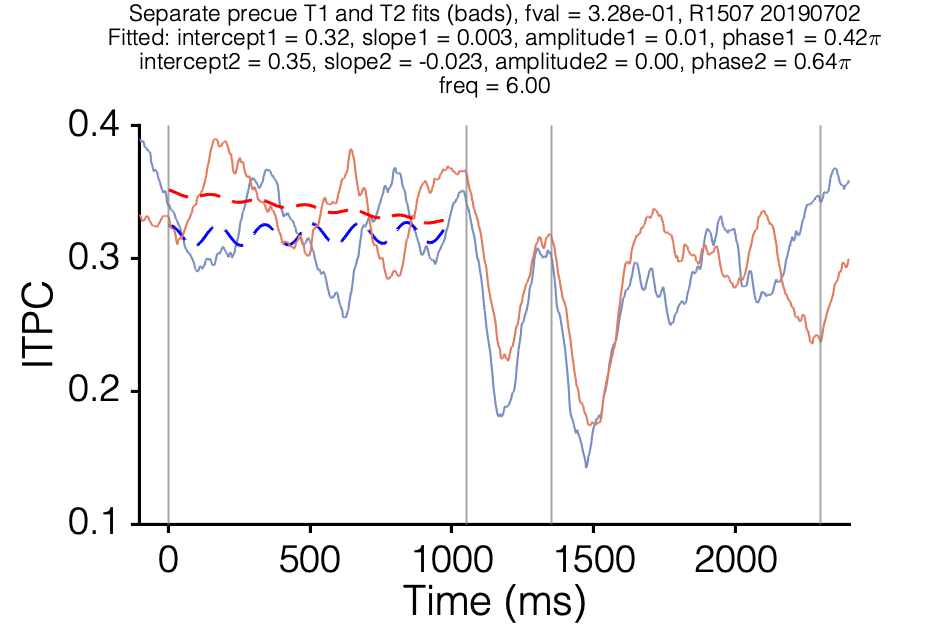 Separate precue T1 and T2 fits (bads), fval = 3.28e-01, R1507 20190702
Fitted: intercept1 = 0.32, slope1 = 0.003, amplitude1 = 0.01, phase1 = 0.42π
intercept2 = 0.35, slope2 = -0.023, amplitude2 = 0.00, phase2 = 0.64π
freq = 6.00
0.4
0.3
0.2
0.1
ITPC
0 500 1000 1500 2000
Time (ms)